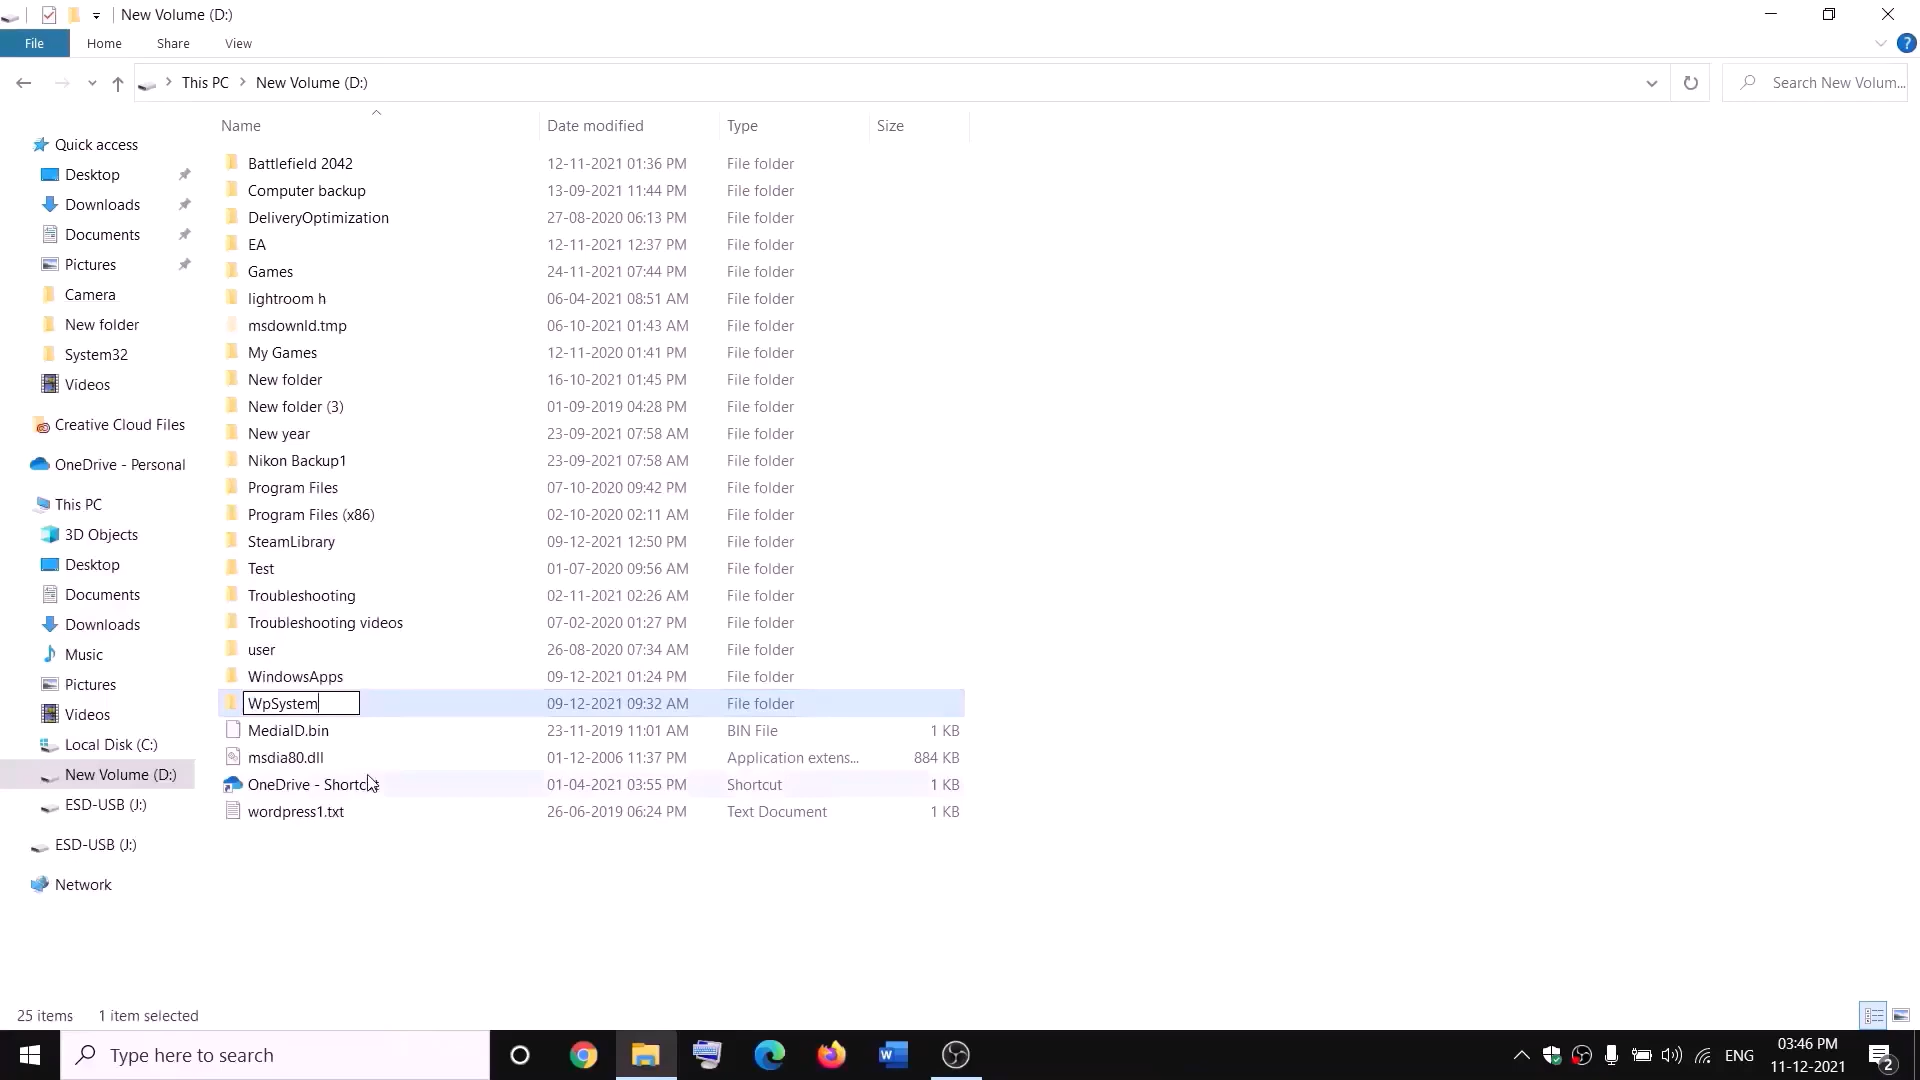 New Volume (D:)
File Home Share View
This PC > New Volume (D:) Search New Volum...
Name Date modified Type Size
Quick access
Desktop
Downloads
Documents
Pictures
Camera
New folder
System32
Videos
Creative Cloud Files
OneDrive - Personal
This PC
3D Objects
Desktop
Documents
Downloads
Music
Pictures
Videos
Local Disk (C:)
New Volume (D:)
ESD-USB (J:)
ESD-USB (J:)
Network
Battlefield 2042 12-11-2021 01:36 PM File folder
Computer backup 13-09-2021 11:44 PM File folder
DeliveryOptimization 27-08-2020 06:13 PM File folder
EA 12-11-2021 12:37 PM File folder
Games 24-11-2021 07:44 PM File folder
lightroom h 06-04-2021 08:51 AM File folder
msdownld.tmp 06-10-2021 01:43 AM File folder
My Games 12-11-2020 01:41 PM File folder
New folder 16-10-2021 01:45 PM File folder
New folder (3) 01-09-2019 04:28 PM File folder
New year 23-09-2021 07:58 AM File folder
Nikon Backup1 23-09-2021 07:58 AM File folder
Program Files 07-10-2020 09:42 PM File folder
Program Files (x86) 02-10-2020 02:11 AM File folder
SteamLibrary 09-12-2021 12:50 PM File folder
Test 01-07-2020 09:56 AM File folder
Troubleshooting 02-11-2021 02:26 AM File folder
Troubleshooting videos 07-02-2020 01:27 PM File folder
user 26-08-2020 07:34 AM File folder
WindowsApps 09-12-2021 01:24 PM File folder
WpSystem 09-12-2021 09:32 AM File folder
MediaID.bin 23-11-2019 11:01 AM BIN File 1 KB
msdia80.dll 01-12-2006 11:37 PM Application extens... 884 KB
OneDrive - Shortc 01-04-2021 03:55 PM Shortcut 1 KB
wordpress1.txt 26-06-2019 06:24 PM Text Document 1 KB
25 items 1 item selected
Type here to search ENG 03:46 PM
11-12-2021 2